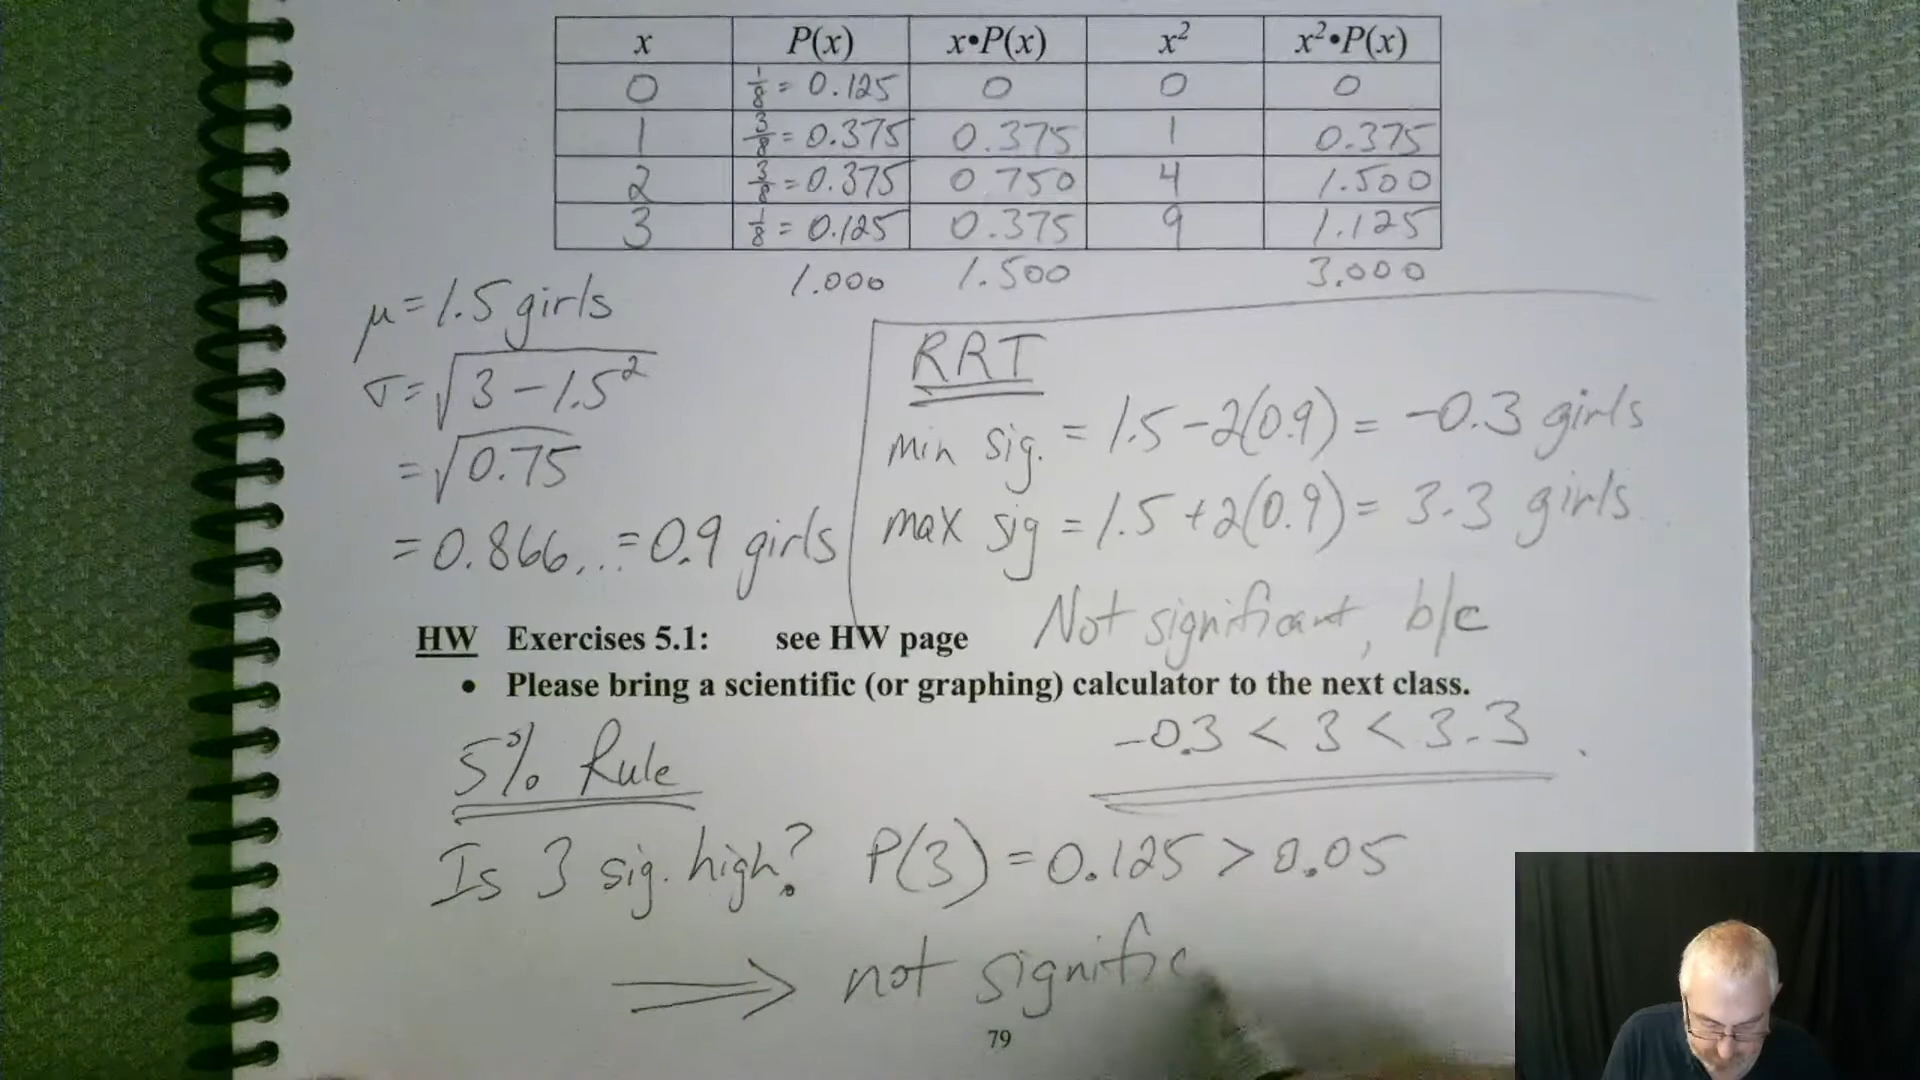 x P(x) x•P(x) x² x²•P(x)
0 1/8 = 0.125 0 0 0
1 3/8 = 0.375 0.375 1 0.375
2 3/8 = 0.375 0 750 4 1.500
3 1/8 = 0.125 0.375 9 1.125
1.000 1.500 3.000
μ = 1.5 girls
σ = √3 - 1.5²
= √0.75
= 0.866... = 0.9 girls
RRT
min sig. = 1.5 - 2(0.9) = -0.3 girls
max sig = 1.5 + 2(0.9) = 3.3 girls
Not significant, b/c
-0.3 < 3 < 3.3
HW Exercises 5.1: see HW page
• Please bring a scientific (or graphing) calculator to the next class.
5% Rule
Is 3 sig. high? P(3) = 0.125 > 0.05
⟹ not signific
79